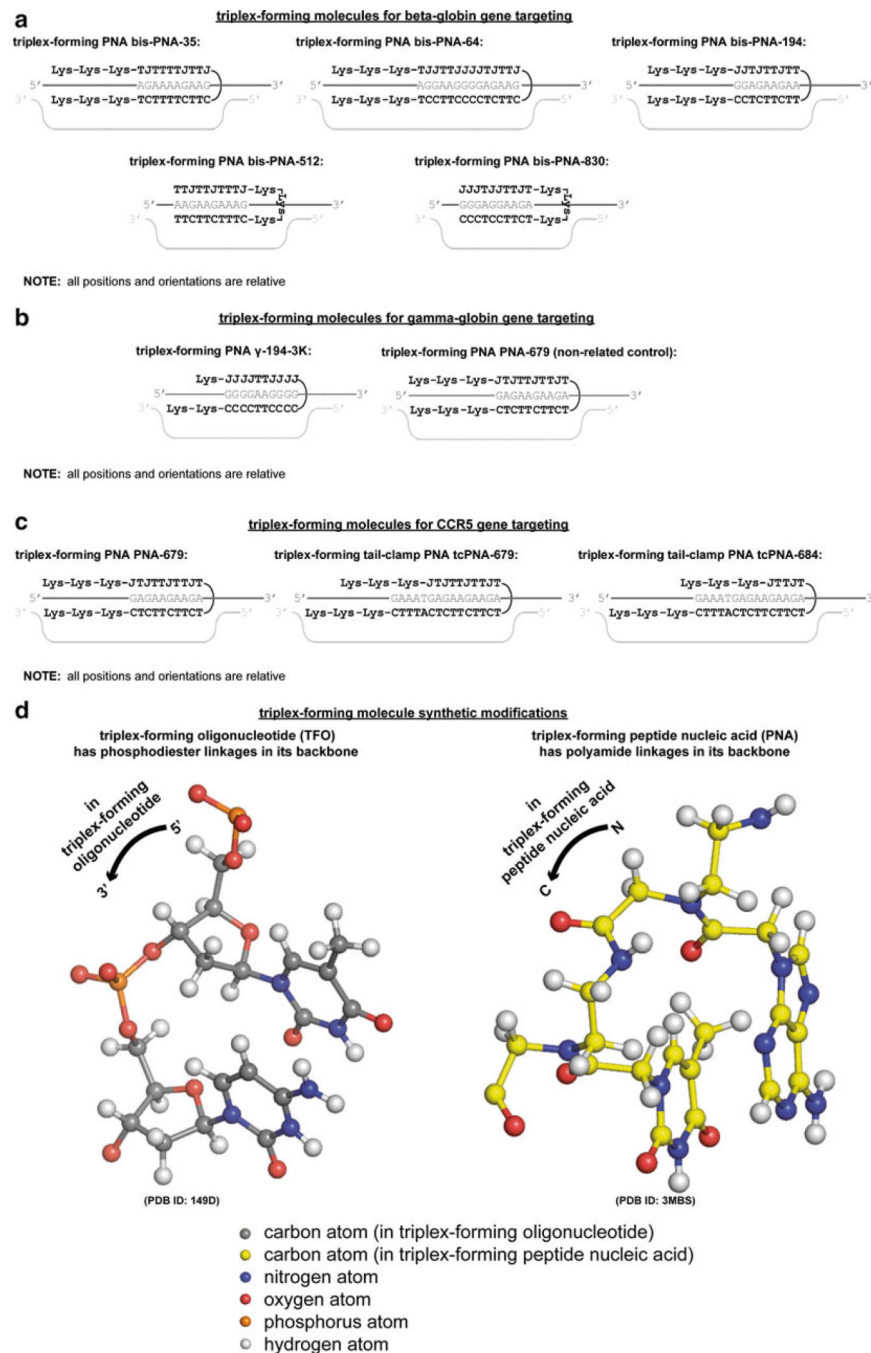 a
triplex-forming molecules for beta-globin gene targeting
triplex-forming PNA bis-PNA-35:
Lys-Lys-Lys-TJTTTTJTTJ
5' AGAAAAGAAG 3'
Lys-Lys-Lys-TCTTTTCTTC
3' 5'
triplex-forming PNA bis-PNA-64:
Lys-Lys-Lys-TJJTTJJJJTJTTJ
5' AGGAAGGGGAGAAG 3'
Lys-Lys-Lys-TCCTTCCCCTCTTC
3' 5'
triplex-forming PNA bis-PNA-194:
Lys-Lys-Lys-JJTJTTJTT
5' GGAGAAGAA 3'
Lys-Lys-Lys-CCTCTTCTT
3' 5'
triplex-forming PNA bis-PNA-512:
TTJTTJTTTJ-Lys
Lys
5' AAGAAGAAAG 3'
TTCTTCTTTC-Lys
3' 5'
triplex-forming PNA bis-PNA-830:
JJJTJJTTJT-Lys
Lys
5' GGGAGGAAGA 3'
CCCTCCTTCT-Lys
3' 5'
NOTE: all positions and orientations are relative
b
triplex-forming molecules for gamma-globin gene targeting
triplex-forming PNA γ-194-3K:
Lys-JJJJTTJJJJ
5' GGGGAAGGGG 3'
Lys-Lys-CCCCTTCCCC
3' 5'
triplex-forming PNA PNA-679 (non-related control):
Lys-Lys-Lys-JTJTTJTTJT
5' GAGAAGAAGA 3'
Lys-Lys-Lys-CTCTTCTTCT
3' 5'
NOTE: all positions and orientations are relative
c
triplex-forming molecules for CCR5 gene targeting
triplex-forming PNA PNA-679:
Lys-Lys-Lys-JTJTTJTTJT
5' GAGAAGAAGA 3'
Lys-Lys-Lys-CTCTTCTTCT
3' 5'
triplex-forming tail-clamp PNA tcPNA-679:
Lys-Lys-Lys-JTJTTJTTJT
5' GAAATGAGAAGAAGA 3'
Lys-Lys-Lys-CTTTACTCTTCTTCT
3' 5'
triplex-forming tail-clamp PNA tcPNA-684:
Lys-Lys-Lys-JTTJT
5' GAAATGAGAAGAAGA 3'
Lys-Lys-Lys-CTTTACTCTTCTTCT
3' 5'
NOTE: all positions and orientations are relative
d
triplex-forming molecule synthetic modifications
triplex-forming oligonucleotide (TFO)
has phosphodiester linkages in its backbone
in
triplex-forming
oligonucleotide
5'
3'
(PDB ID: 149D)
triplex-forming peptide nucleic acid (PNA)
has polyamide linkages in its backbone
in
triplex-forming
peptide nucleic acid
N
C
(PDB ID: 3MBS)
carbon atom (in triplex-forming oligonucleotide)
carbon atom (in triplex-forming peptide nucleic acid)
nitrogen atom
oxygen atom
phosphorus atom
hydrogen atom